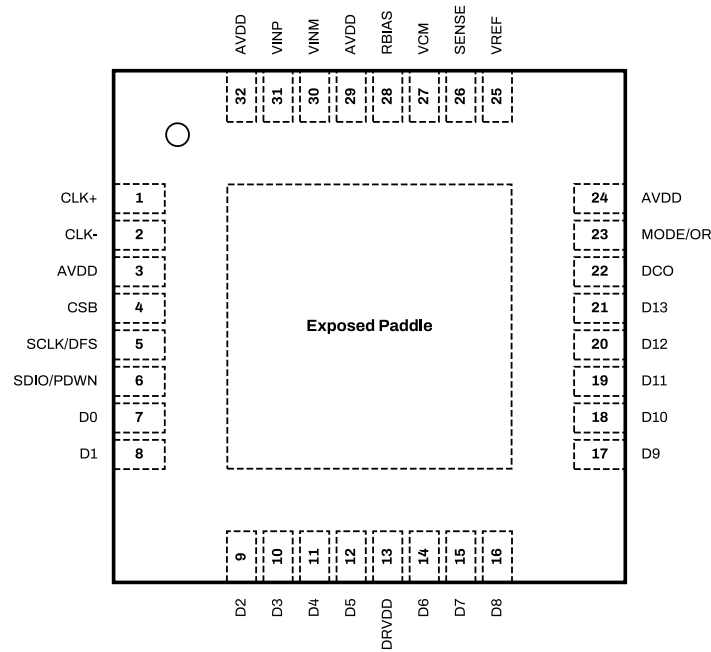 AVDD
VINP
VINM
AVDD
RBIAS
VCM
SENSE
VREF
32
31
30
29
28
27
26
25
CLK+ 1
CLK- 2
AVDD 3
CSB 4
SCLK/DFS 5
SDIO/PDWN 6
D0 7
D1 8
Exposed Paddle
24 AVDD
23 MODE/OR
22 DCO
21 D13
20 D12
19 D11
18 D10
17 D9
9
10
11
12
13
14
15
16
D2
D3
D4
D5
DRVDD
D6
D7
D8